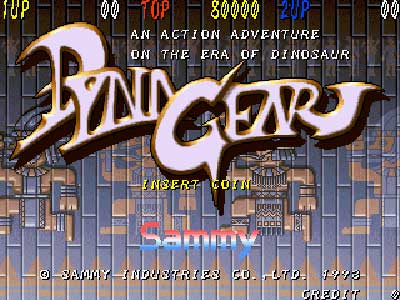 1UP 00 TOP 80000 2UP 00
AN ACTION ADVENTURE
ON THE ERA OF DINOSAUR
DYNA GEAR
INSERT COIN
Sammy
© SAMMY INDUSTRIES CO.,LTD. 1993
CREDIT 0